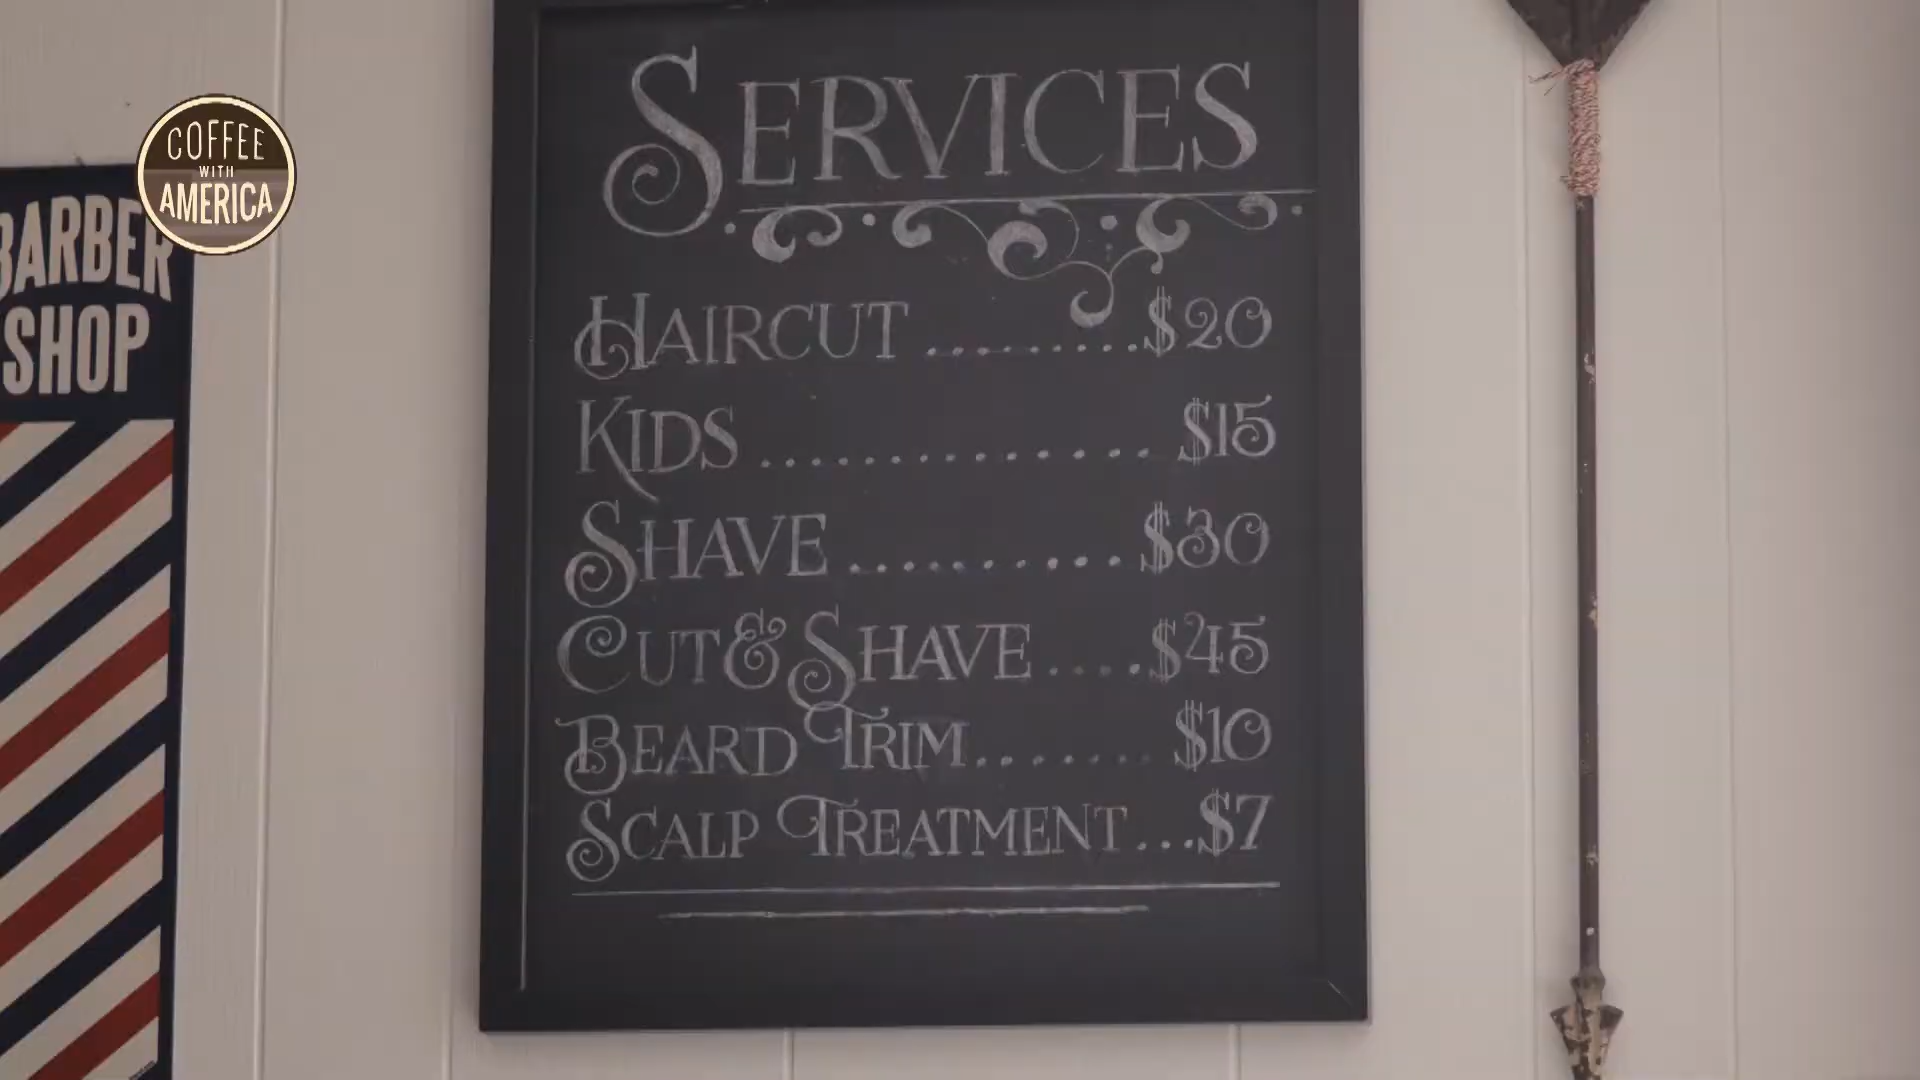 COFFEE
WITH
AMERICA
BARBER
SHOP
SERVICES
HAIRCUT.........$20
KIDS...............$15
SHAVE...........$30
CUT&SHAVE....$45
BEARD TRIM.......$10
SCALP TREATMENT...$7